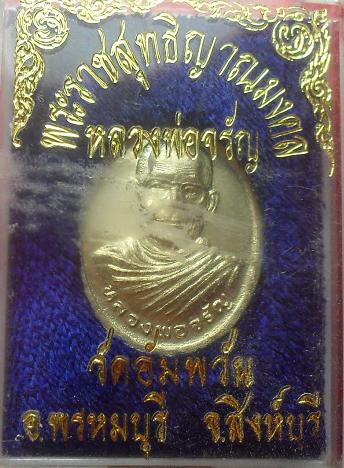 พระราชสุทธิญาณมงคล
หลวงพ่อจรัญ
หลวงพ่อจรัญ
วัดอัมพวัน
อ.พรหมบุรี จ.สิงห์บุรี